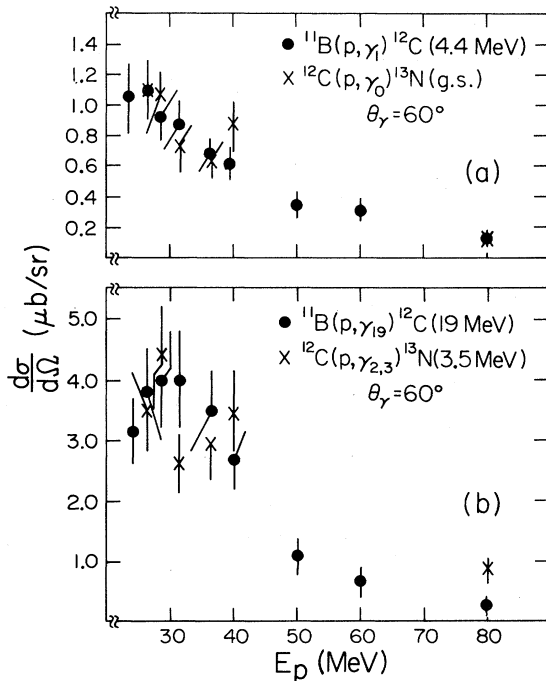 1.4
1.2
1.0
0.8
0.6
0.4
0.2
● ¹¹B(p,γ₁)¹²C(4.4 MeV)
× ¹²C(p,γ₀)¹³N(g.s.)
θγ=60°
(a)
dσ/dΩ (μb/sr)
5.0
4.0
3.0
2.0
1.0
● ¹¹B(p,γ₁₉)¹²C(19 MeV)
× ¹²C(p,γ₂,₃)¹³N(3.5 MeV)
θγ=60°
(b)
30 40 50 60 70 80
Eₚ (MeV)